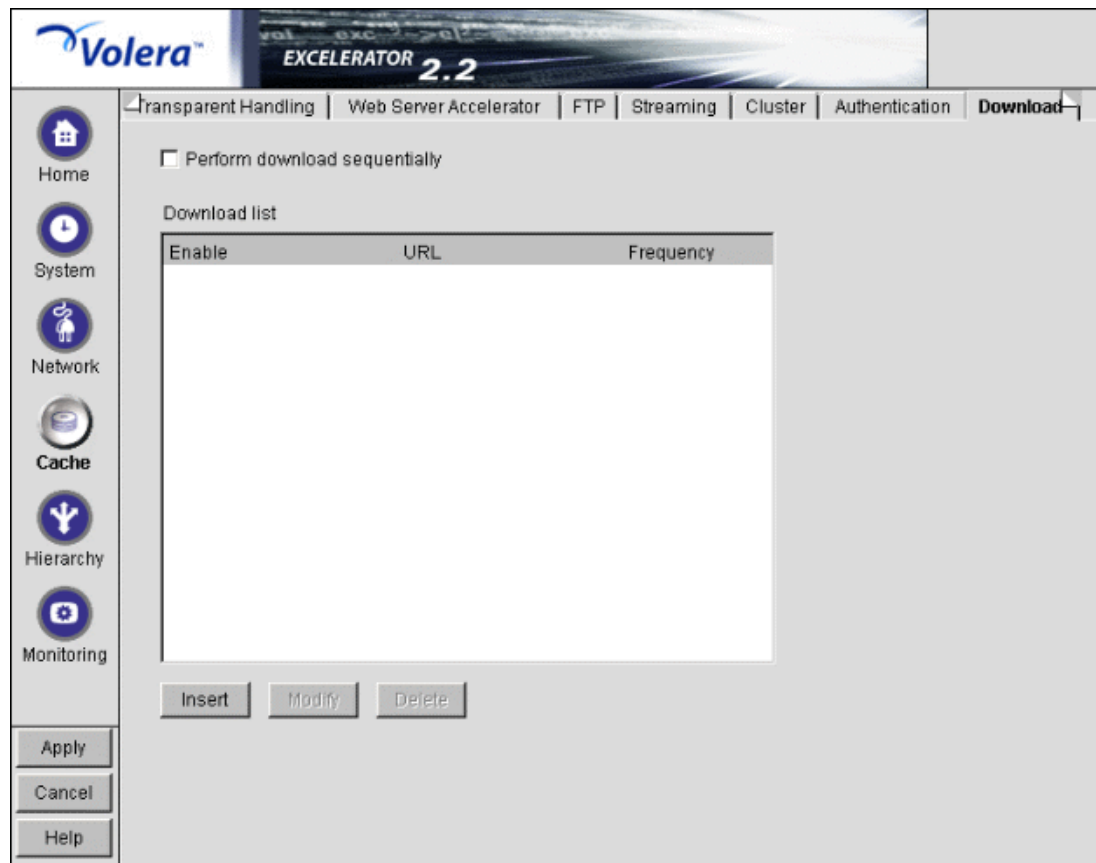 Volera™
EXCELERATOR 2.2
Transparent Handling Web Server Accelerator FTP Streaming Cluster Authentication Download
Home
System
Network
Cache
Hierarchy
Monitoring
Apply
Cancel
Help
Perform download sequentially
Download list
Enable URL Frequency
Insert Modify Delete